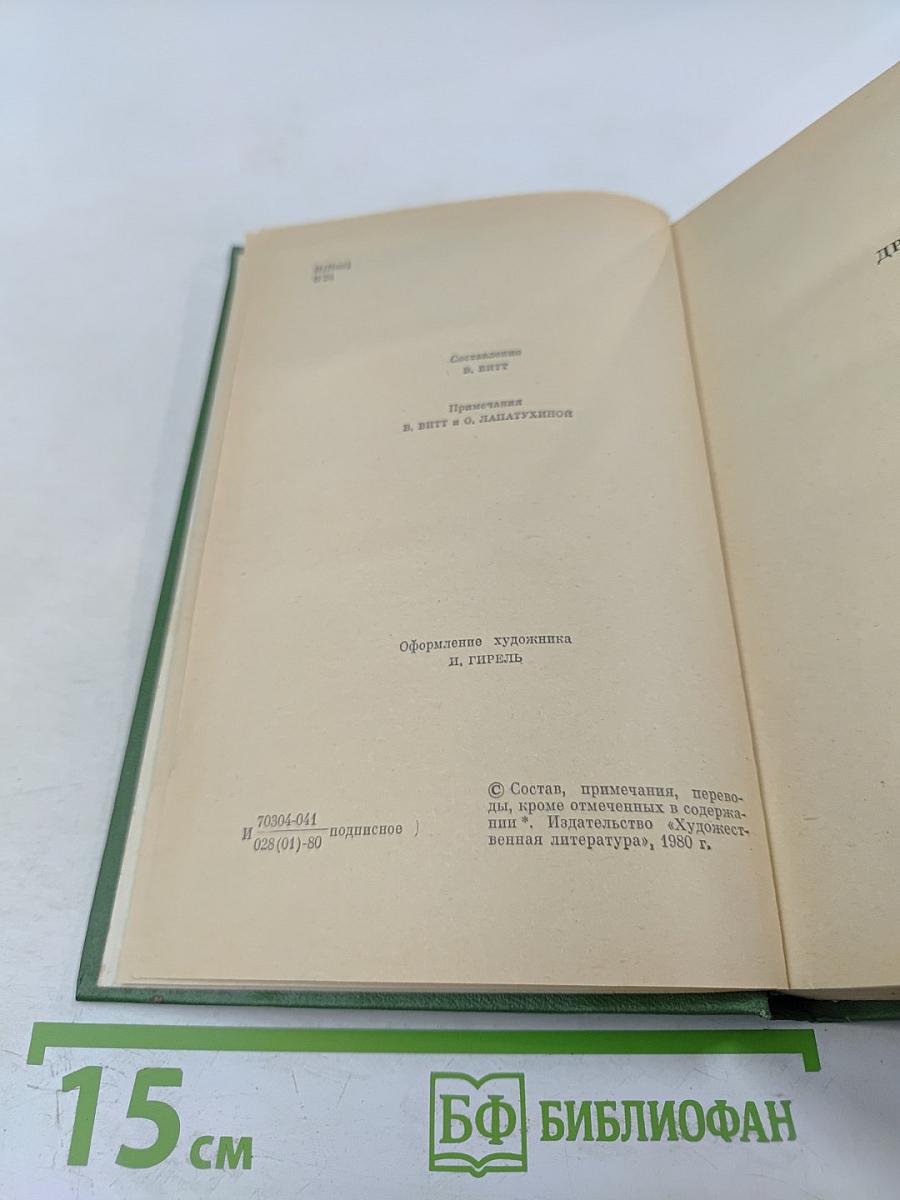 Составление
В. ВИТТ
Примечания
В. ВИТТ и О. ЛАПАТУХИНОЙ
Оформление художника
И. ГИРЕЛЬ
И 70304-041
028(01)-80 подписное
© Состав, примечания, перево-
ды, кроме отмеченных в содержа-
нии *. Издательство «Художест-
венная литература», 1980 г.
ДР
15 см
БФ БИБЛИОФАН